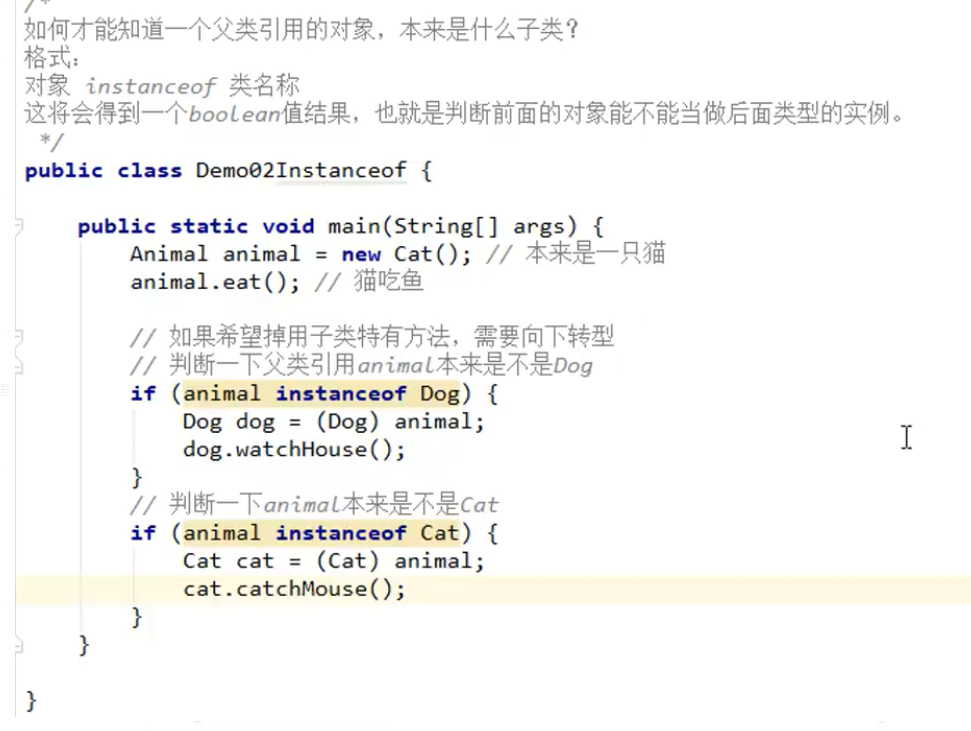 /*
如何才能知道一个父类引用的对象，本来是什么子类？
格式：
对象 instanceof 类名称
这将会得到一个boolean值结果，也就是判断前面的对象能不能当做后面类型的实例。
*/
public class Demo02Instanceof {
public static void main(String[] args) {
Animal animal = new Cat(); // 本来是一只猫
animal.eat(); // 猫吃鱼
// 如果希望掉用子类特有方法，需要向下转型
// 判断一下父类引用animal本来是不是Dog
if (animal instanceof Dog) {
Dog dog = (Dog) animal;
dog.watchHouse();
}
// 判断一下animal本来是不是Cat
if (animal instanceof Cat) {
Cat cat = (Cat) animal;
cat.catchMouse();
}
}
}